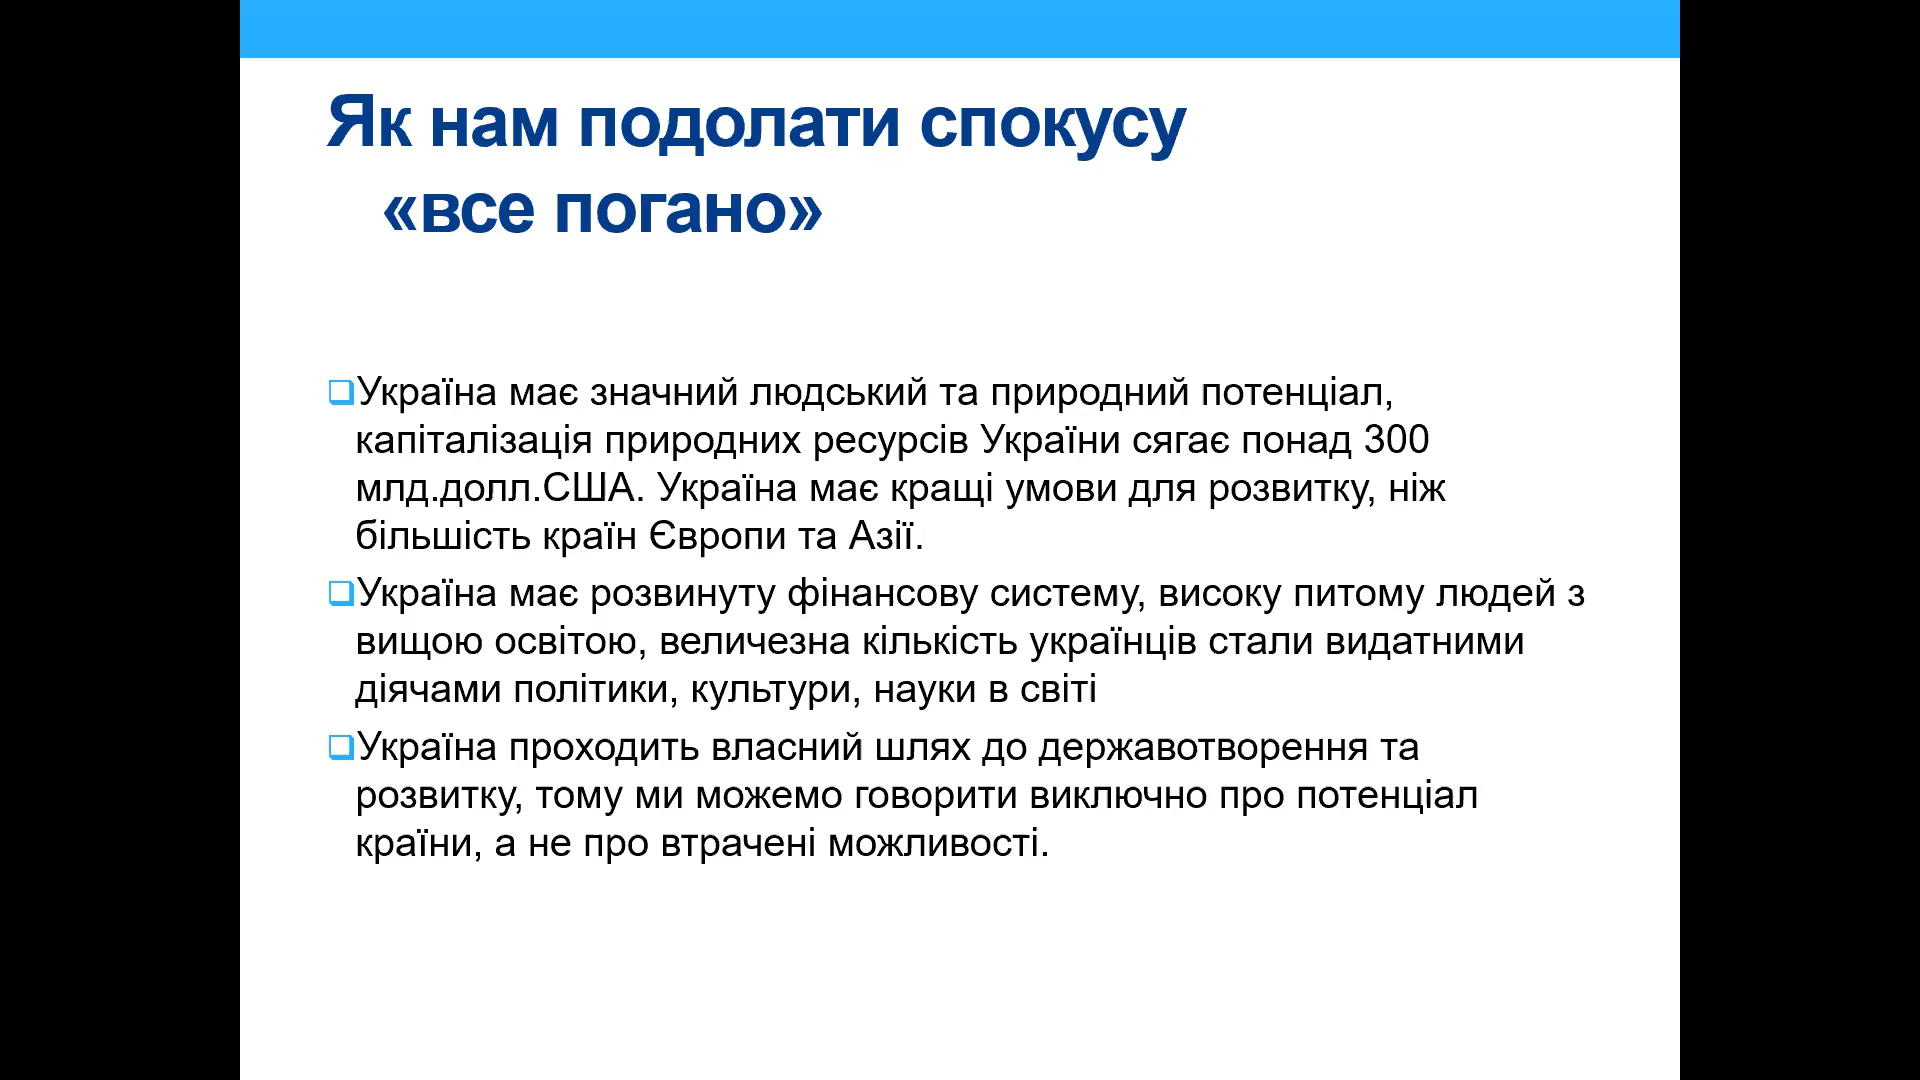 Як нам подолати спокусу
«все погано»
Україна має значний людський та природний потенціал,
капіталізація природних ресурсів України сягає понад 300
млд.долл.США. Україна має кращі умови для розвитку, ніж
більшість країн Європи та Азії.
Україна має розвинуту фінансову систему, високу питому людей з
вищою освітою, величезна кількість українців стали видатними
діячами політики, культури, науки в світі
Україна проходить власний шлях до державотворення та
розвитку, тому ми можемо говорити виключно про потенціал
країни, а не про втрачені можливості.